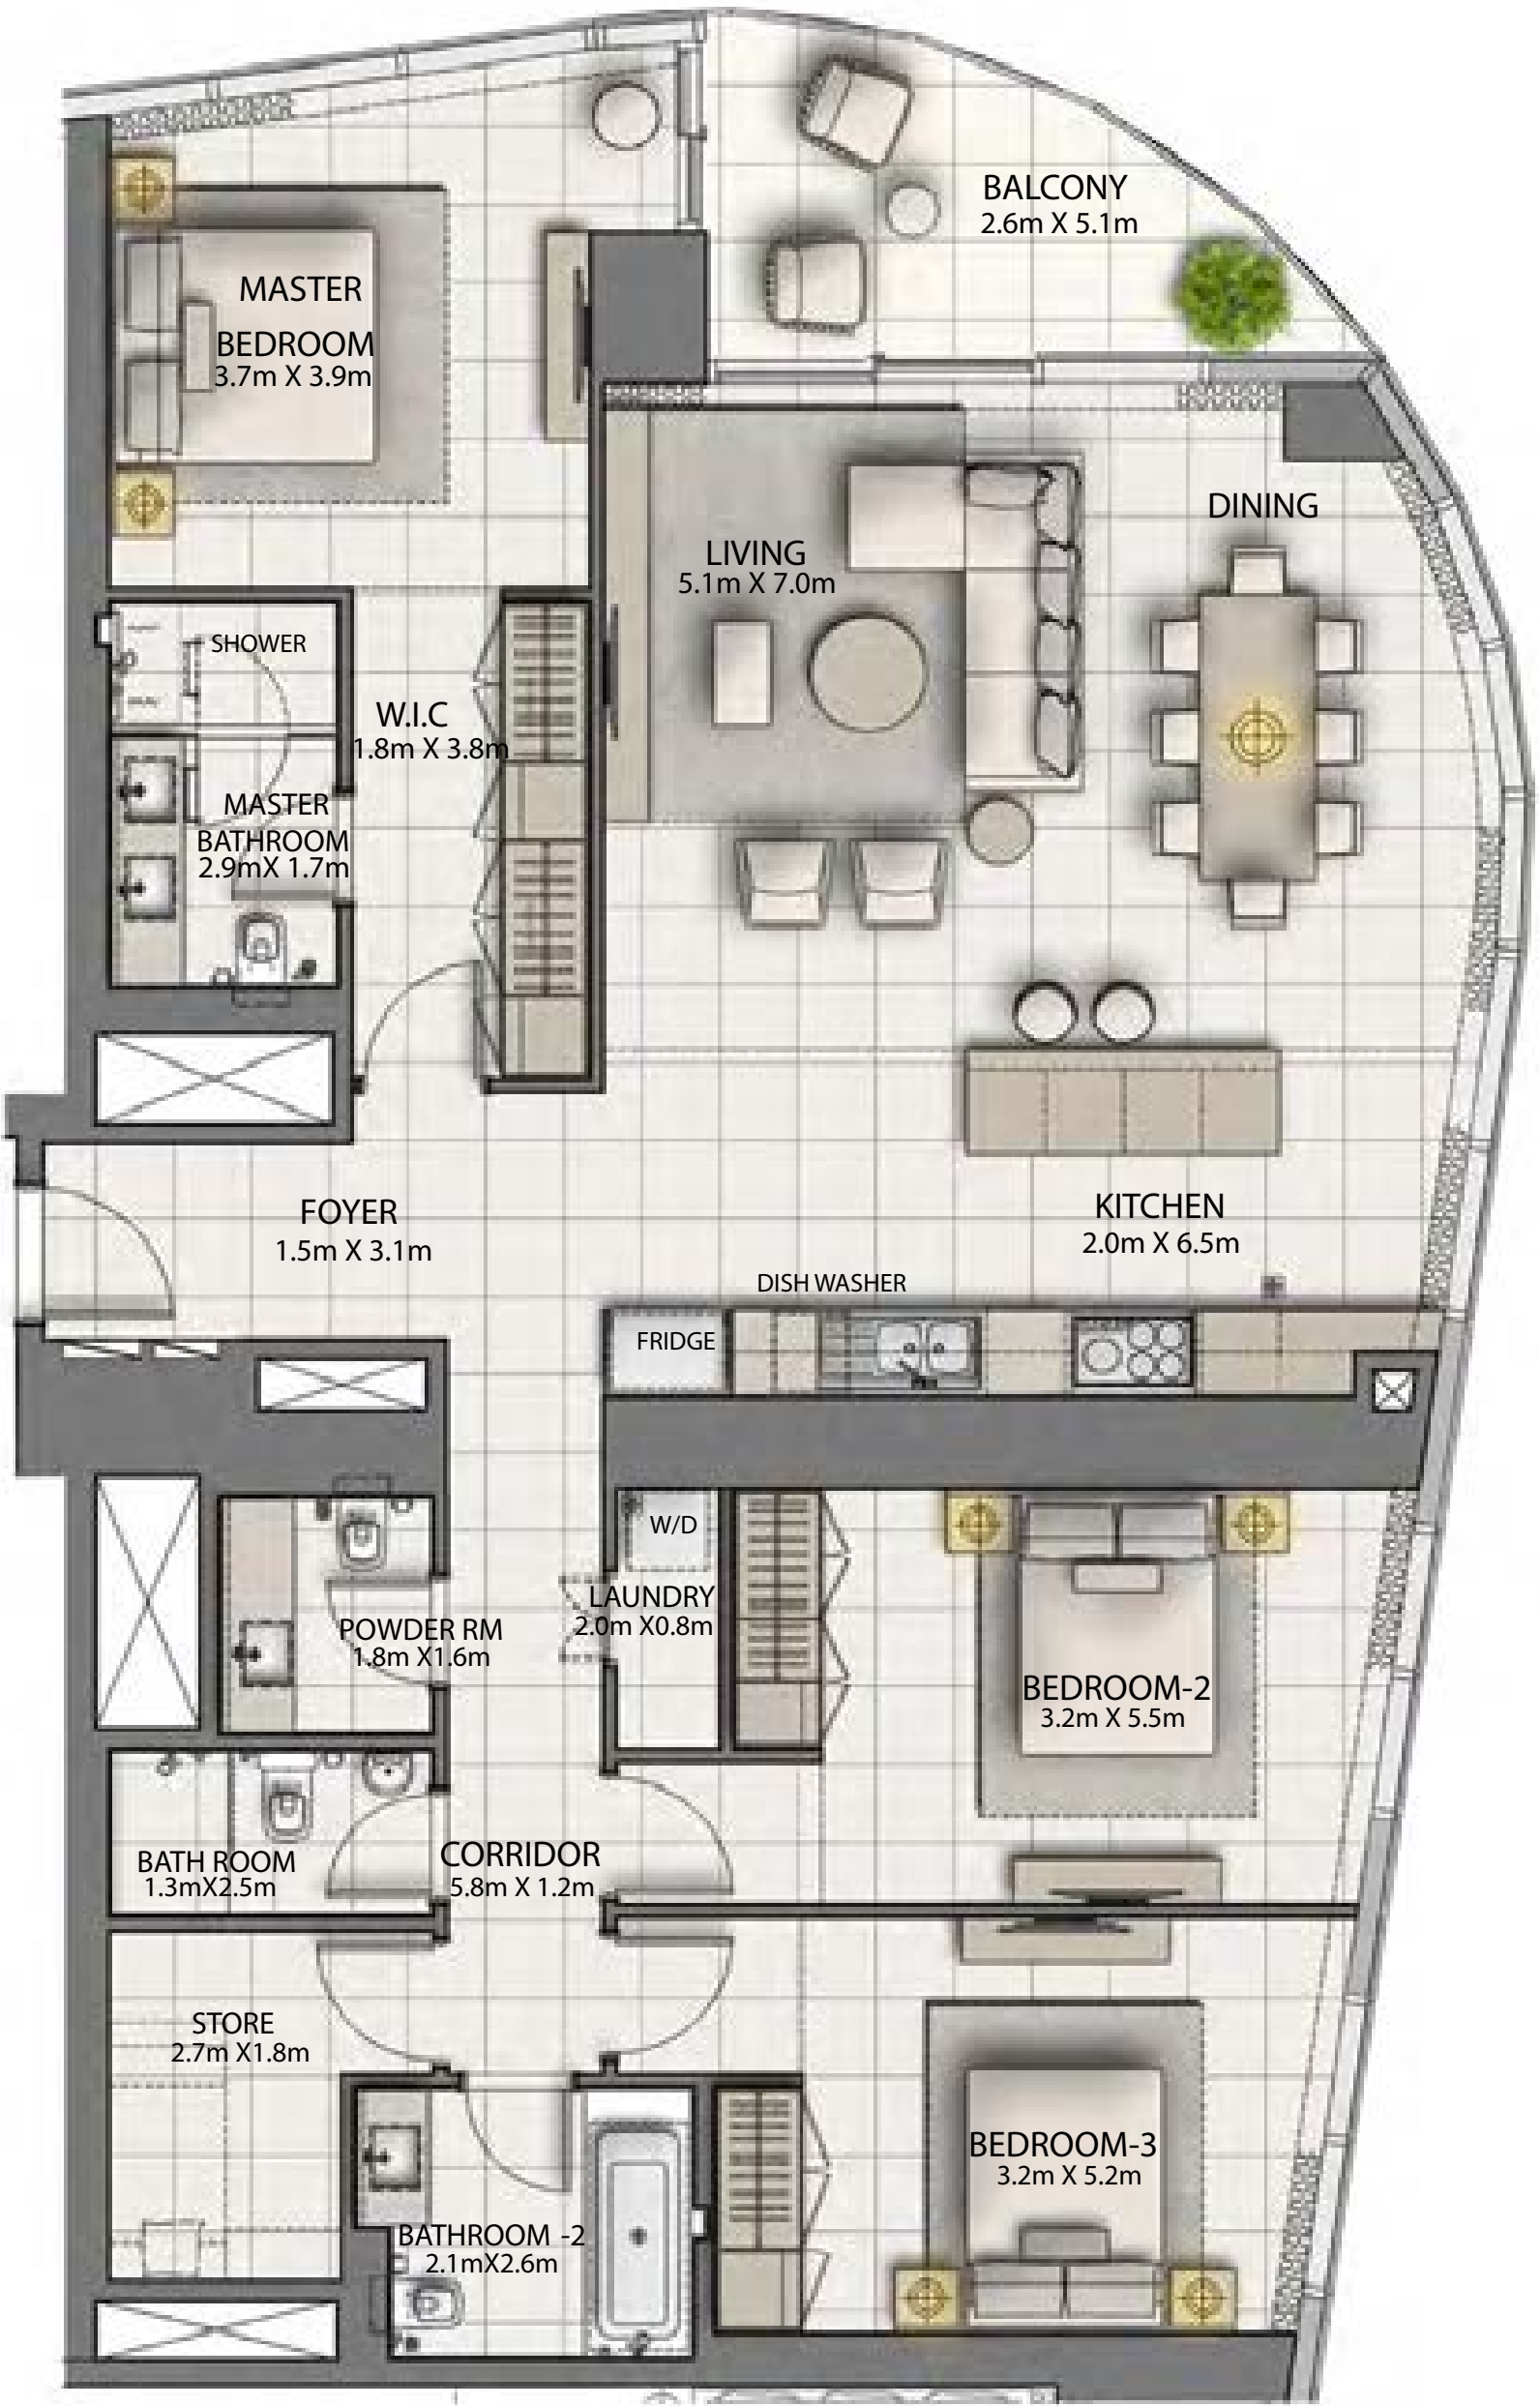 BALCONY
2.6m X 5.1m
MASTER
BEDROOM
3.7m X 3.9m
DINING
LIVING
5.1m X 7.0m
SHOWER
W.I.C
1.8m X 3.8m
MASTER
BATHROOM
2.9mX 1.7m
FOYER
1.5m X 3.1m
KITCHEN
2.0m X 6.5m
DISH WASHER
FRIDGE
W/D
LAUNDRY
2.0m X0.8m
POWDER RM
1.8m X1.6m
BEDROOM-2
3.2m X 5.5m
BATH ROOM
1.3mX2.5m
CORRIDOR
5.8m X 1.2m
STORE
2.7m X1.8m
BEDROOM-3
3.2m X 5.2m
BATHROOM -2
2.1mX2.6m